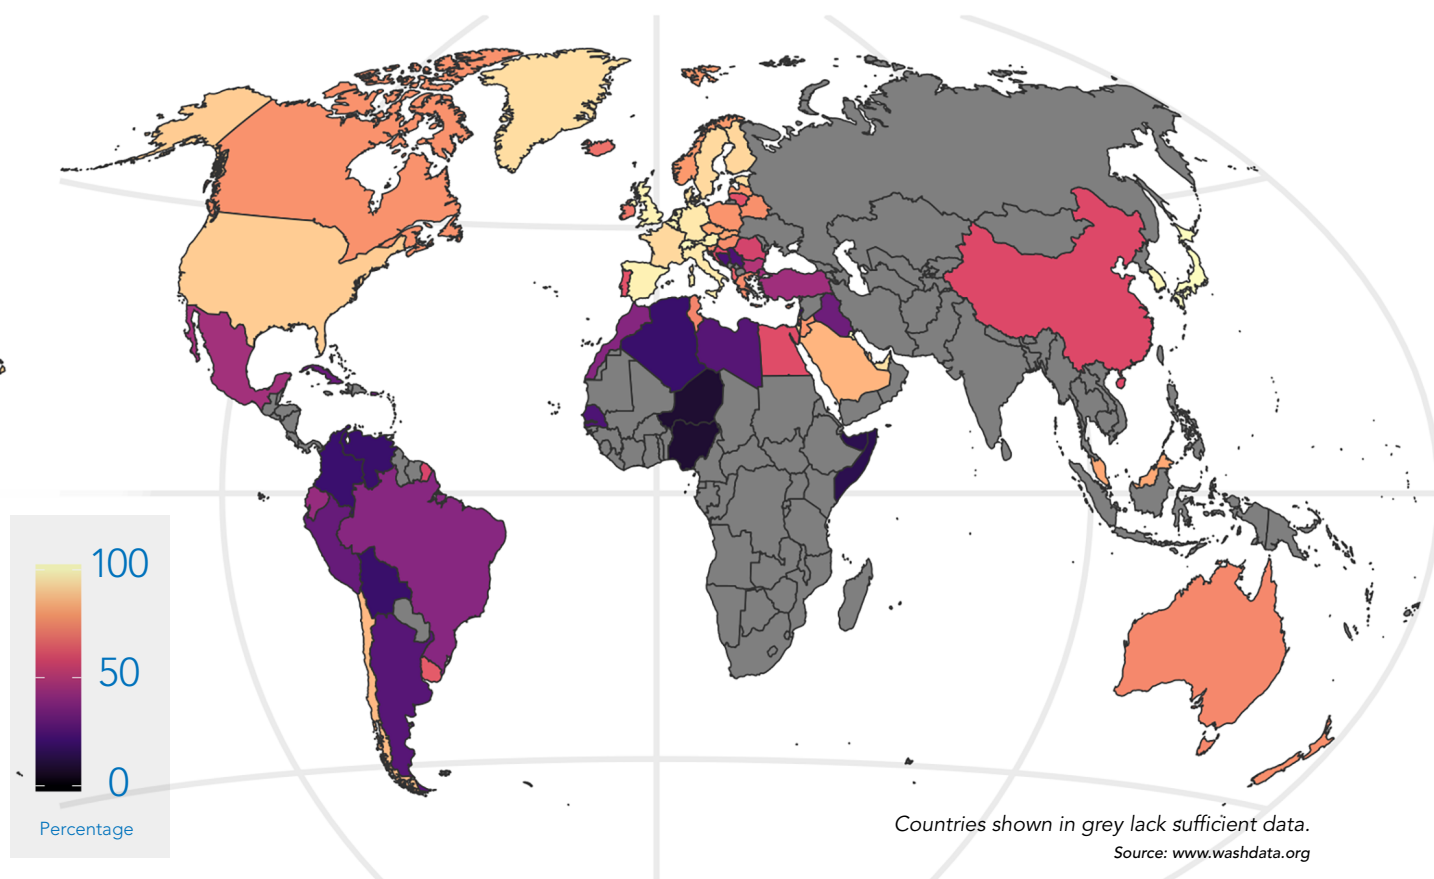 100
50
0
Percentage
Countries shown in grey lack sufficient data.
Source: www.washdata.org